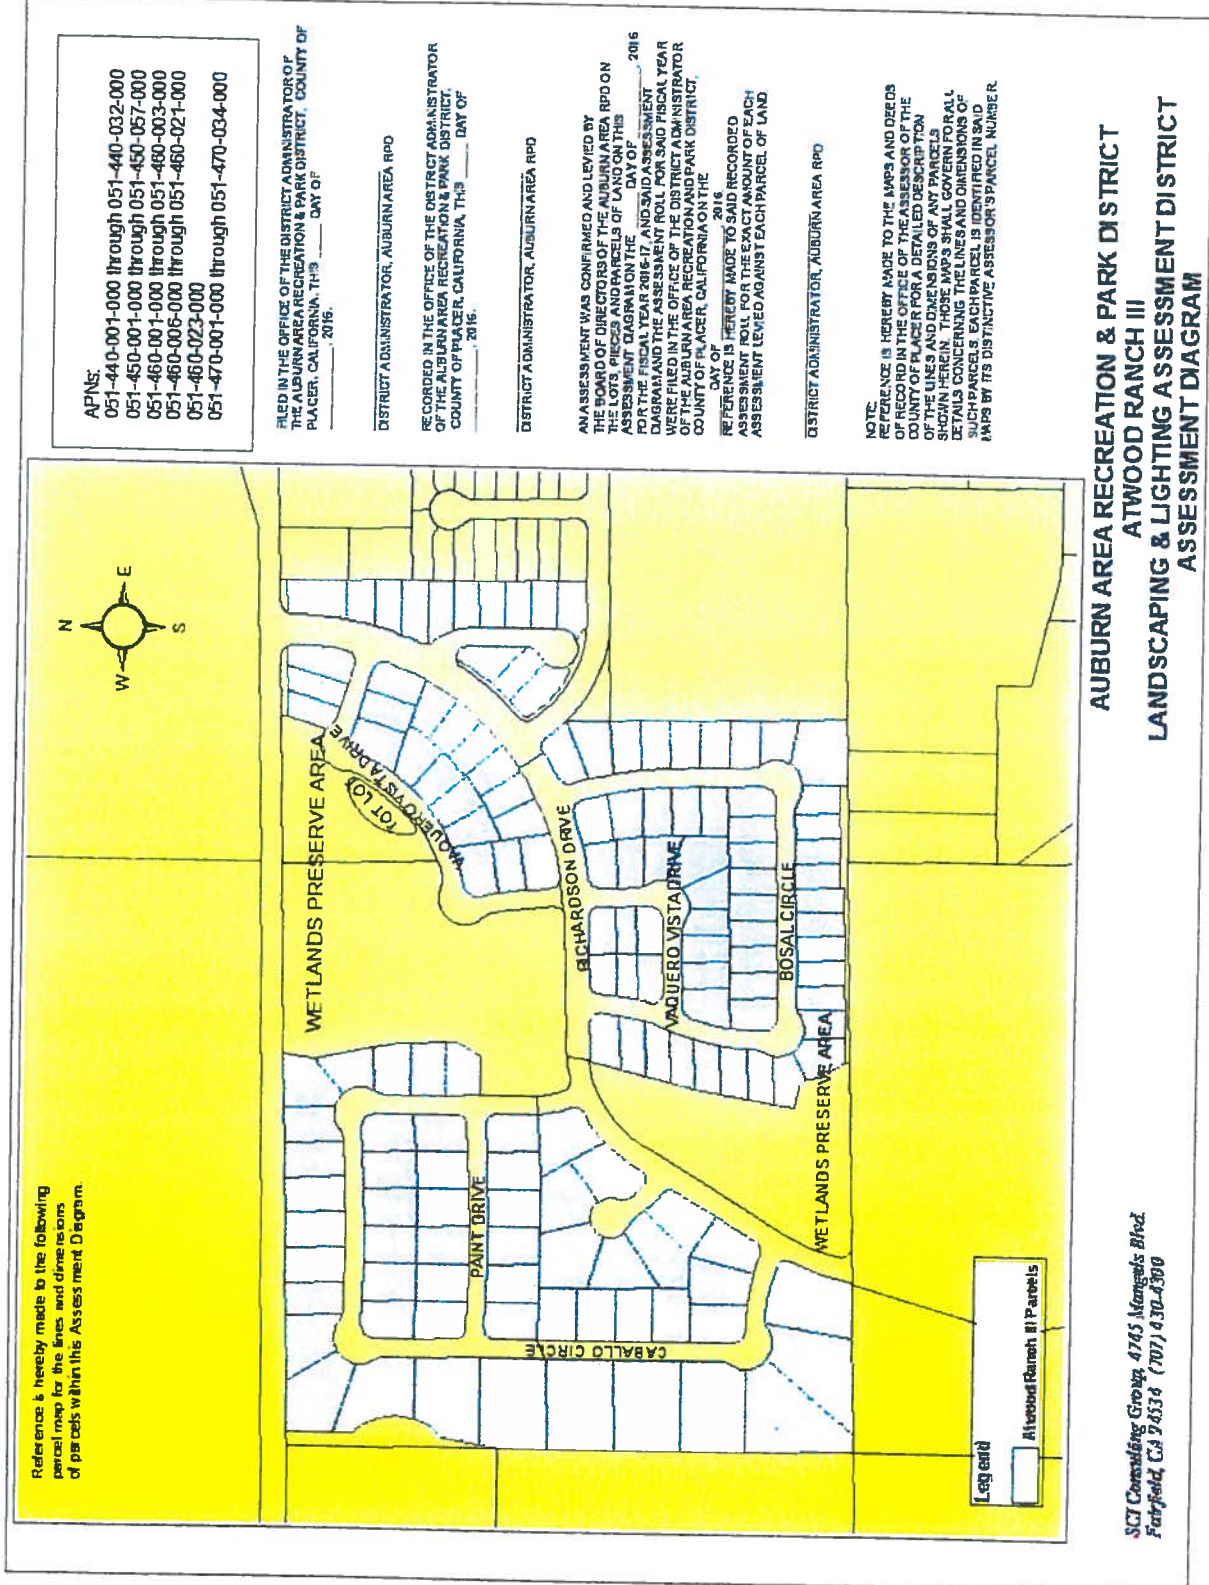 Reference is hereby made to the following
parcel map for the lines and dimensions
of parcels within this Assessment Diagram.
N
W
E
S
WETLANDS PRESERVE AREA
TOT LOT
VAQUERO VISTA DRIVE
RICHARDSON DRIVE
VAQUERO VISTA DRIVE
BOSAL CIRCLE
PAINT DRIVE
CABALLO CIRCLE
WETLANDS PRESERVE AREA
Legend
Atwood Ranch III Parcels
APNs:
051-440-001-000 through 051-440-032-000
051-450-001-000 through 051-450-057-000
051-460-001-000 through 051-460-003-000
051-460-006-000 through 051-460-021-000
051-460-023-000
051-470-001-000 through 051-470-034-000
FILED IN THE OFFICE OF THE DISTRICT ADMINISTRATOR OF
THE AUBURN AREA RECREATION & PARK DISTRICT, COUNTY OF
PLACER, CALIFORNIA, THIS ______ DAY OF
____________, 2016.
DISTRICT ADMINISTRATOR, AUBURN AREA RPD
RECORDED IN THE OFFICE OF THE DISTRICT ADMINISTRATOR
OF THE AUBURN AREA RECREATION & PARK DISTRICT,
COUNTY OF PLACER, CALIFORNIA, THIS ______ DAY OF
____________, 2016.
DISTRICT ADMINISTRATOR, AUBURN AREA RPD
AN ASSESSMENT WAS CONFIRMED AND LEVIED BY
THE BOARD OF DIRECTORS OF THE AUBURN AREA RPD ON
THE LOTS, PIECES AND PARCELS OF LAND ON THIS
ASSESSMENT DIAGRAM ON THE ______ DAY OF ____________, 2016
FOR THE FISCAL YEAR 2016-17, AND SAID ASSESSMENT
DIAGRAM AND THE ASSESSMENT ROLL FOR SAID FISCAL YEAR
WERE FILED IN THE OFFICE OF THE DISTRICT ADMINISTRATOR
OF THE AUBURN AREA RECREATION AND PARK DISTRICT,
COUNTY OF PLACER, CALIFORNIA ON THE
______ DAY OF ____________, 2016.
REFERENCE IS HEREBY MADE TO SAID RECORDED
ASSESSMENT ROLL FOR THE EXACT AMOUNT OF EACH
ASSESSMENT LEVIED AGAINST EACH PARCEL OF LAND.
DISTRICT ADMINISTRATOR, AUBURN AREA RPD
NOTE:
REFERENCE IS HEREBY MADE TO THE MAPS AND DEEDS
OF RECORD IN THE OFFICE OF THE ASSESSOR OF THE
COUNTY OF PLACER FOR A DETAILED DESCRIPTION
OF THE LINES AND DIMENSIONS OF ANY PARCELS
SHOWN HEREIN. THOSE MAPS SHALL GOVERN FOR ALL
DETAILS CONCERNING THE LINES AND DIMENSIONS OF
SUCH PARCELS. EACH PARCEL IS IDENTIFIED IN SAID
MAPS BY ITS DISTINCTIVE ASSESSOR'S PARCEL NUMBER.
SCI Consulting Group, 4745 Mangels Blvd.
Fairfield, CA 94534 (707) 430-4300
AUBURN AREA RECREATION & PARK DISTRICT
ATWOOD RANCH III
LANDSCAPING & LIGHTING ASSESSMENT DISTRICT
ASSESSMENT DIAGRAM